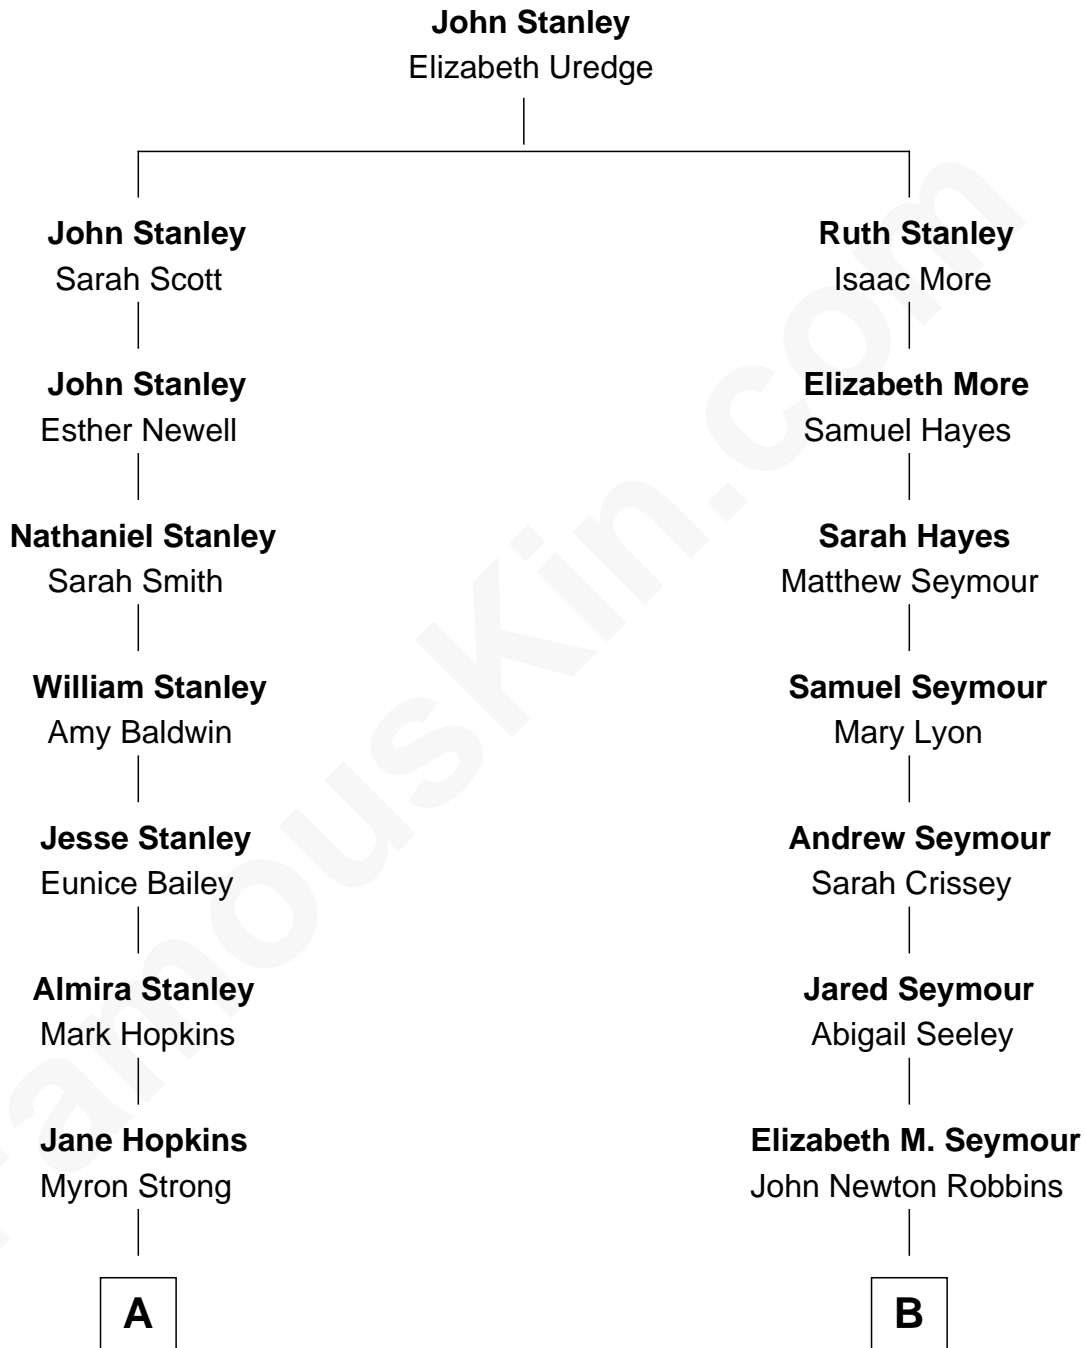 John Stanley
Elizabeth Uredge
John Stanley
Sarah Scott
Ruth Stanley
Isaac More
John Stanley
Esther Newell
Elizabeth More
Samuel Hayes
Nathaniel Stanley
Sarah Smith
Sarah Hayes
Matthew Seymour
William Stanley
Amy Baldwin
Samuel Seymour
Mary Lyon
Jesse Stanley
Eunice Bailey
Andrew Seymour
Sarah Crissey
Almira Stanley
Mark Hopkins
Jared Seymour
Abigail Seeley
Jane Hopkins
Myron Strong
Elizabeth M. Seymour
John Newton Robbins
A
B
FamousKin.com